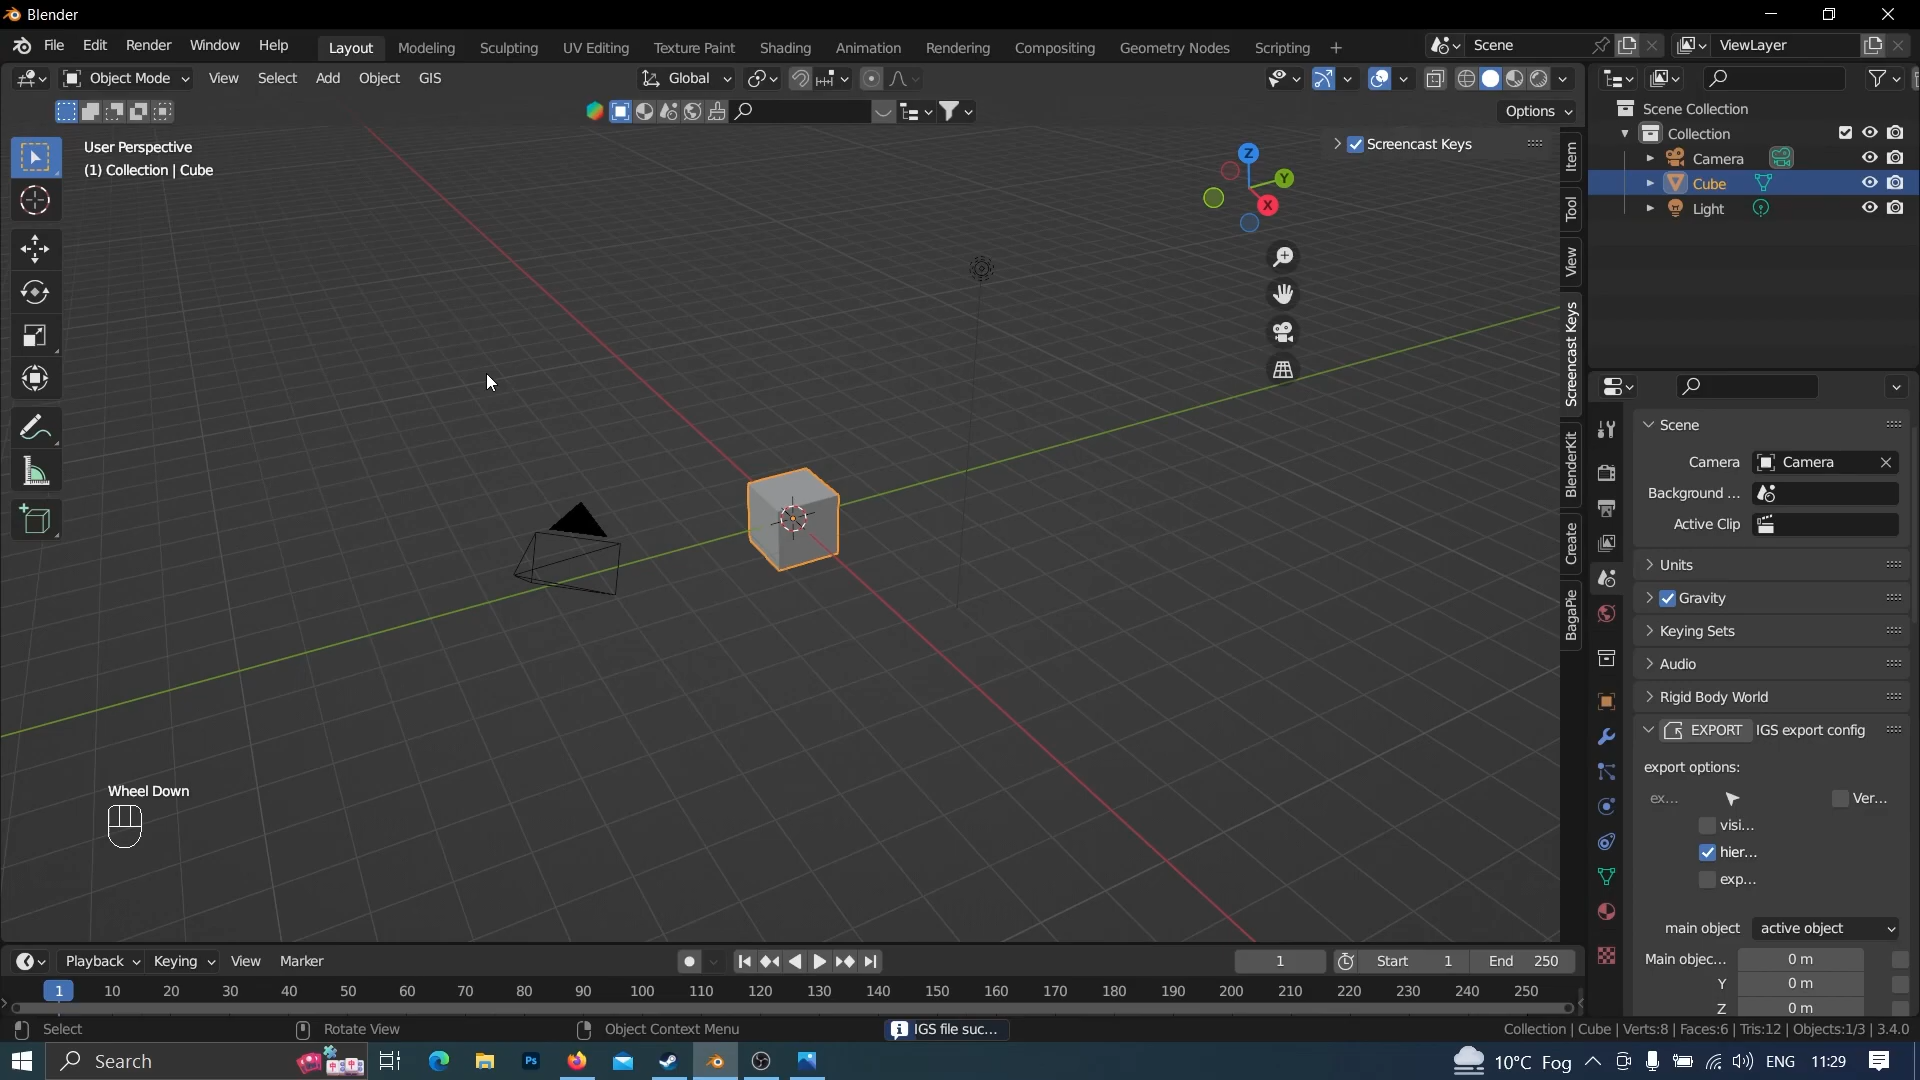 Blender
File Edit Render Window Help Layout Modeling Sculpting UV Editing Texture Paint Shading Animation Rendering Compositing Geometry Nodes Scripting + Scene ViewLayer
Object Mode View Select Add Object GIS Global
Options
User Perspective
(1) Collection | Cube
Screencast Keys
Z
Y
X
Item
Tool
View
Screencast Keys
BlenderKit
Create
BagaPie
Scene Collection
Collection
Camera
Cube
Light
Scene
Camera Camera
Background ...
Active Clip
Units
Gravity
Keying Sets
Audio
Rigid Body World
EXPORT IGS export config
export options:
ex... Ver...
visi...
hier...
exp...
main object active object
Main objec... 0 m
Y 0 m
Z 0 m
Wheel Down
Playback Keying View Marker 1 Start 1 End 250
1 10 20 30 40 50 60 70 80 90 100 110 120 130 140 150 160 170 180 190 200 210 220 230 240 250
Select Rotate View Object Context Menu IGS file suc... Collection | Cube | Verts:8 | Faces:6 | Tris:12 | Objects:1/3 | 3.4.0
Search Ps 10°C Fog ENG 11:29